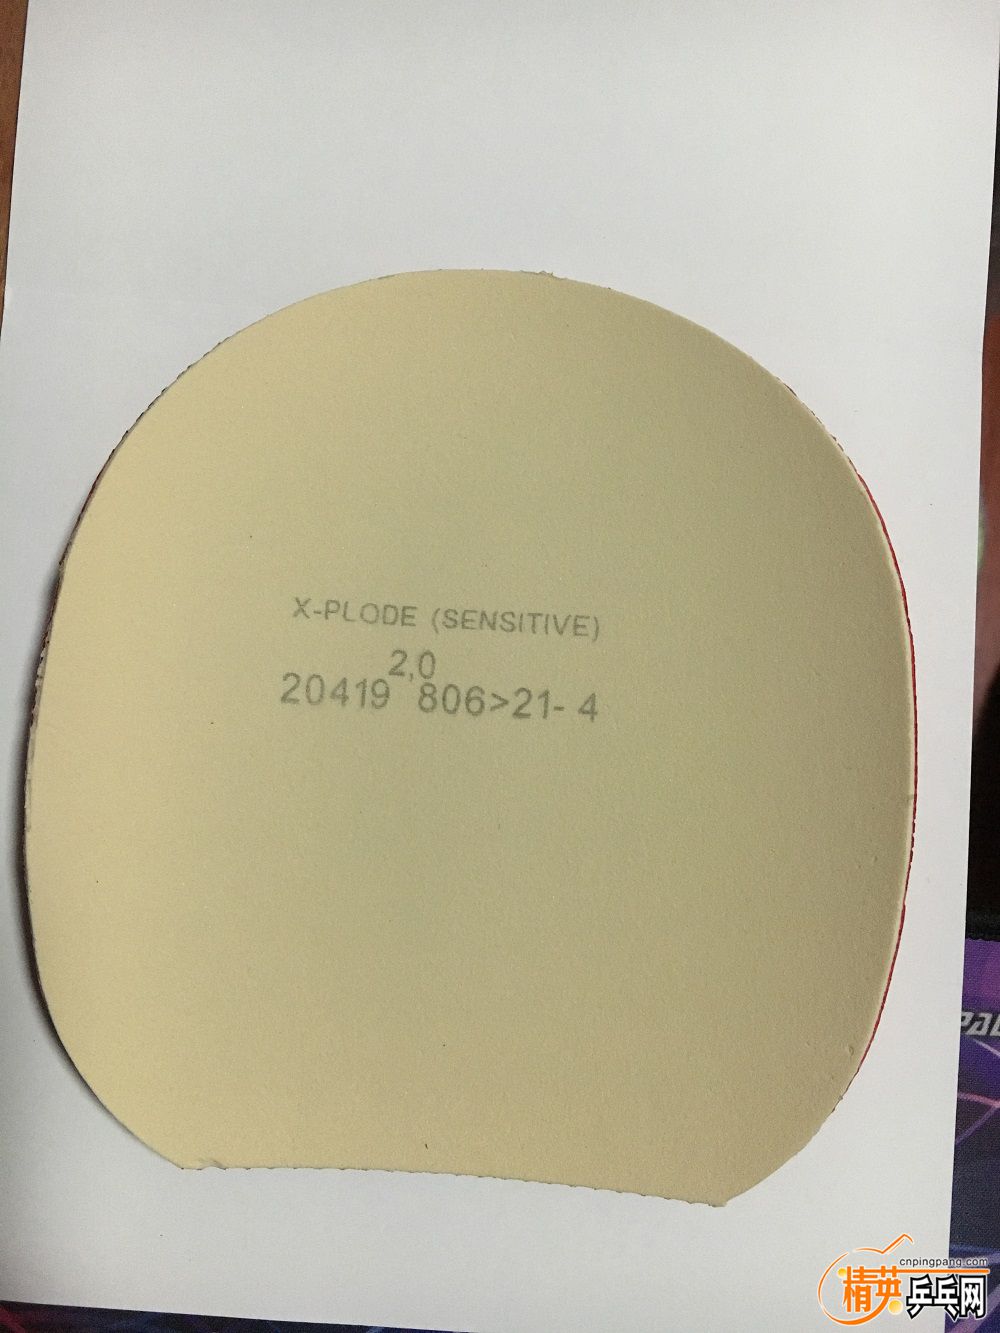 X-PLODE (SENSITIVE)
2,0
20419 806>21- 4
cnpingpang.com
精英乒乓网